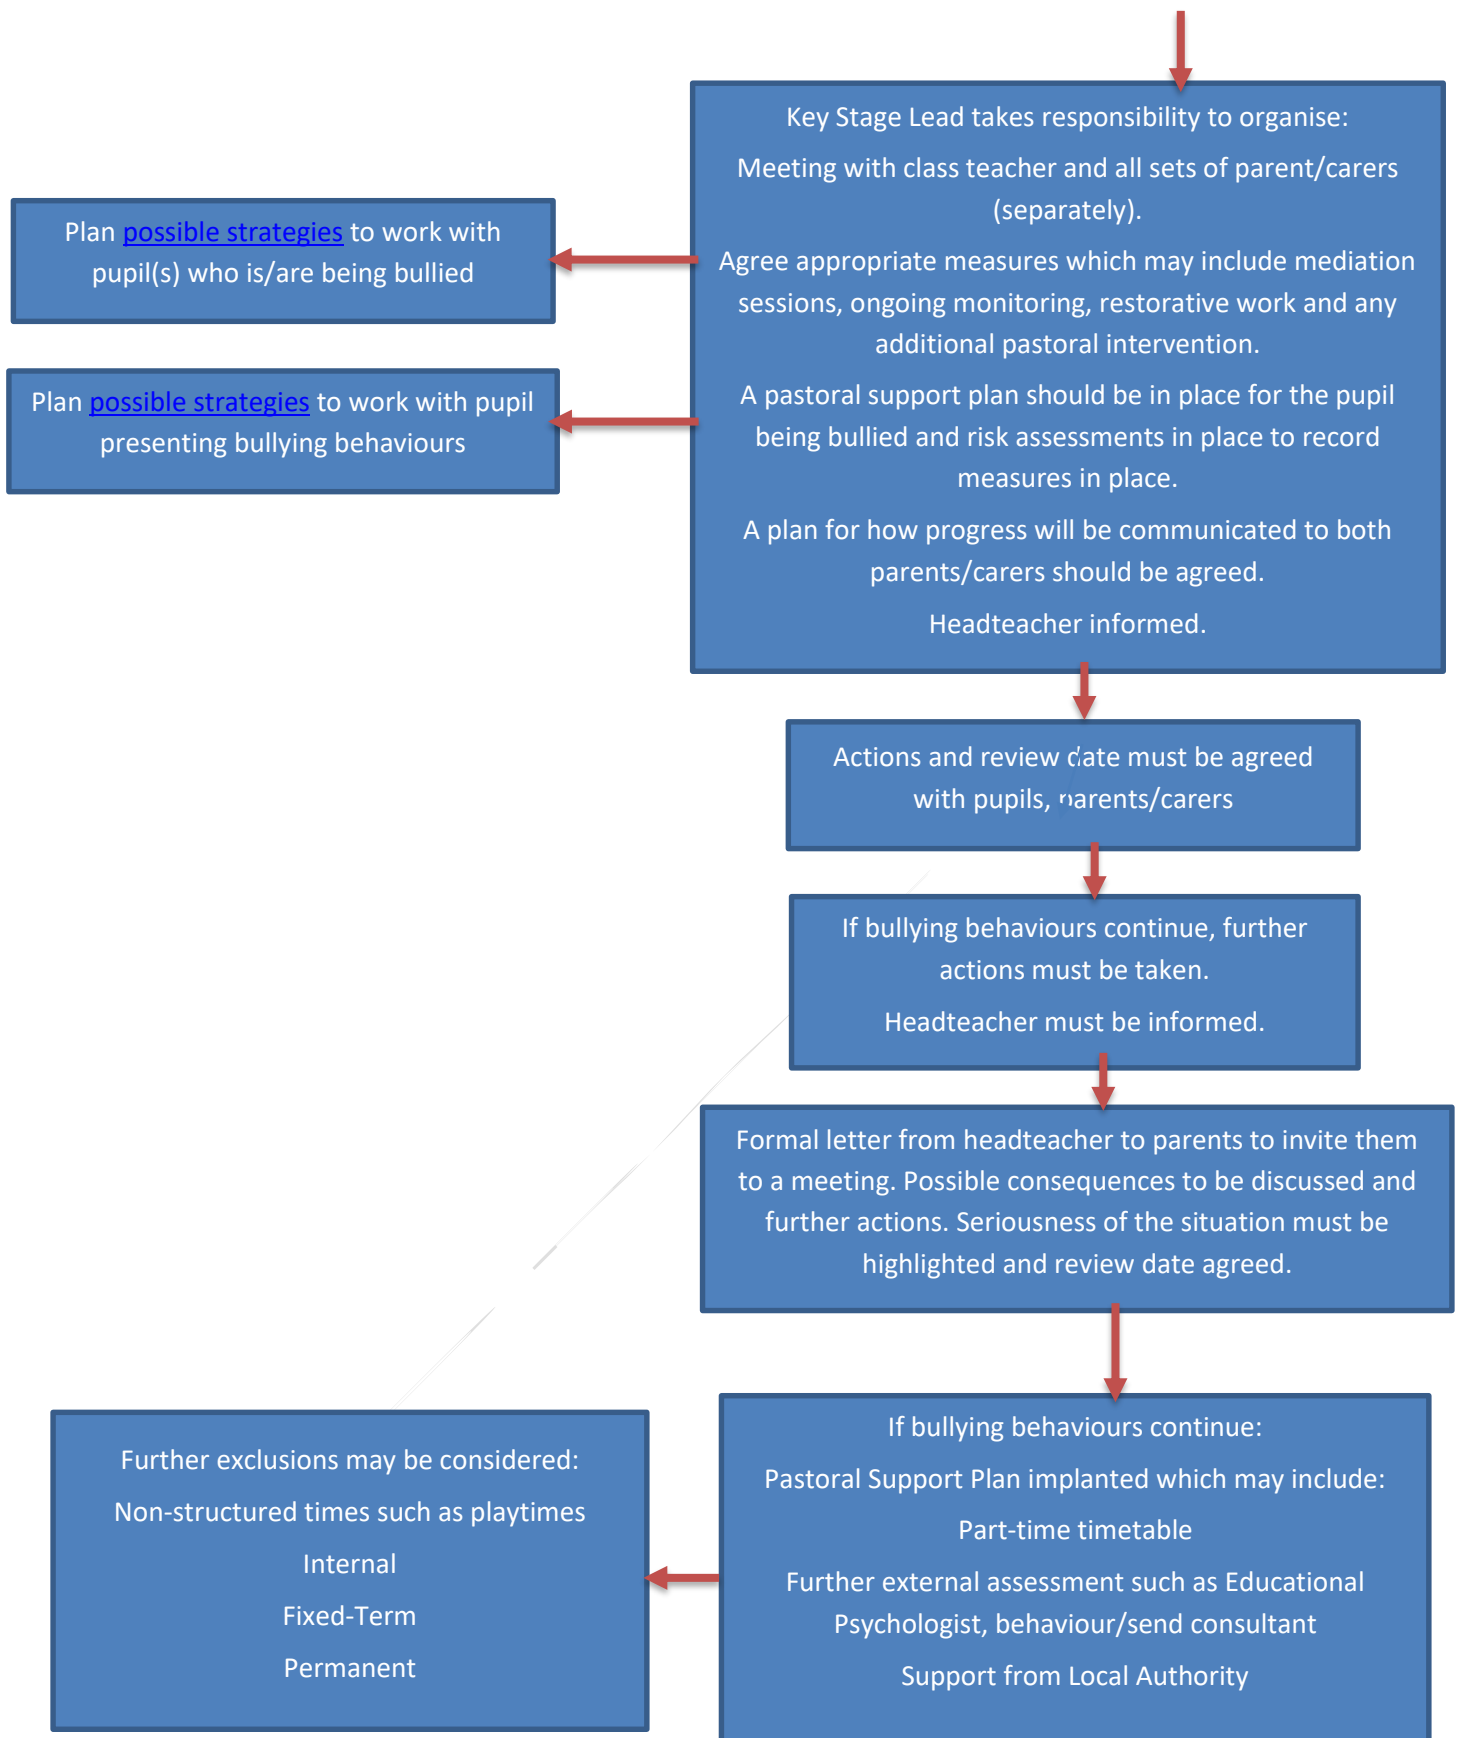 Key Stage Lead takes responsibility to organise:
Meeting with class teacher and all sets of parent/carers
(separately).
Agree appropriate measures which may include mediation
sessions, ongoing monitoring, restorative work and any
additional pastoral intervention.
A pastoral support plan should be in place for the pupil
being bullied and risk assessments in place to record
measures in place.
A plan for how progress will be communicated to both
parents/carers should be agreed.
Headteacher informed.
Plan possible strategies to work with
pupil(s) who is/are being bullied
Plan possible strategies to work with pupil
presenting bullying behaviours
Actions and review date must be agreed
with pupils, parents/carers
If bullying behaviours continue, further
actions must be taken.
Headteacher must be informed.
Formal letter from headteacher to parents to invite them
to a meeting. Possible consequences to be discussed and
further actions. Seriousness of the situation must be
highlighted and review date agreed.
If bullying behaviours continue:
Pastoral Support Plan implanted which may include:
Part-time timetable
Further external assessment such as Educational
Psychologist, behaviour/send consultant
Support from Local Authority
Further exclusions may be considered:
Non-structured times such as playtimes
Internal
Fixed-Term
Permanent